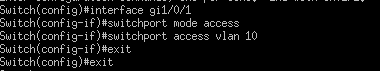 Switch(config)#interface gi1/0/1
Switch(config-if)#switchport mode access
Switch(config-if)#switchport access vlan 10
Switch(config-if)#exit
Switch(config)#exit